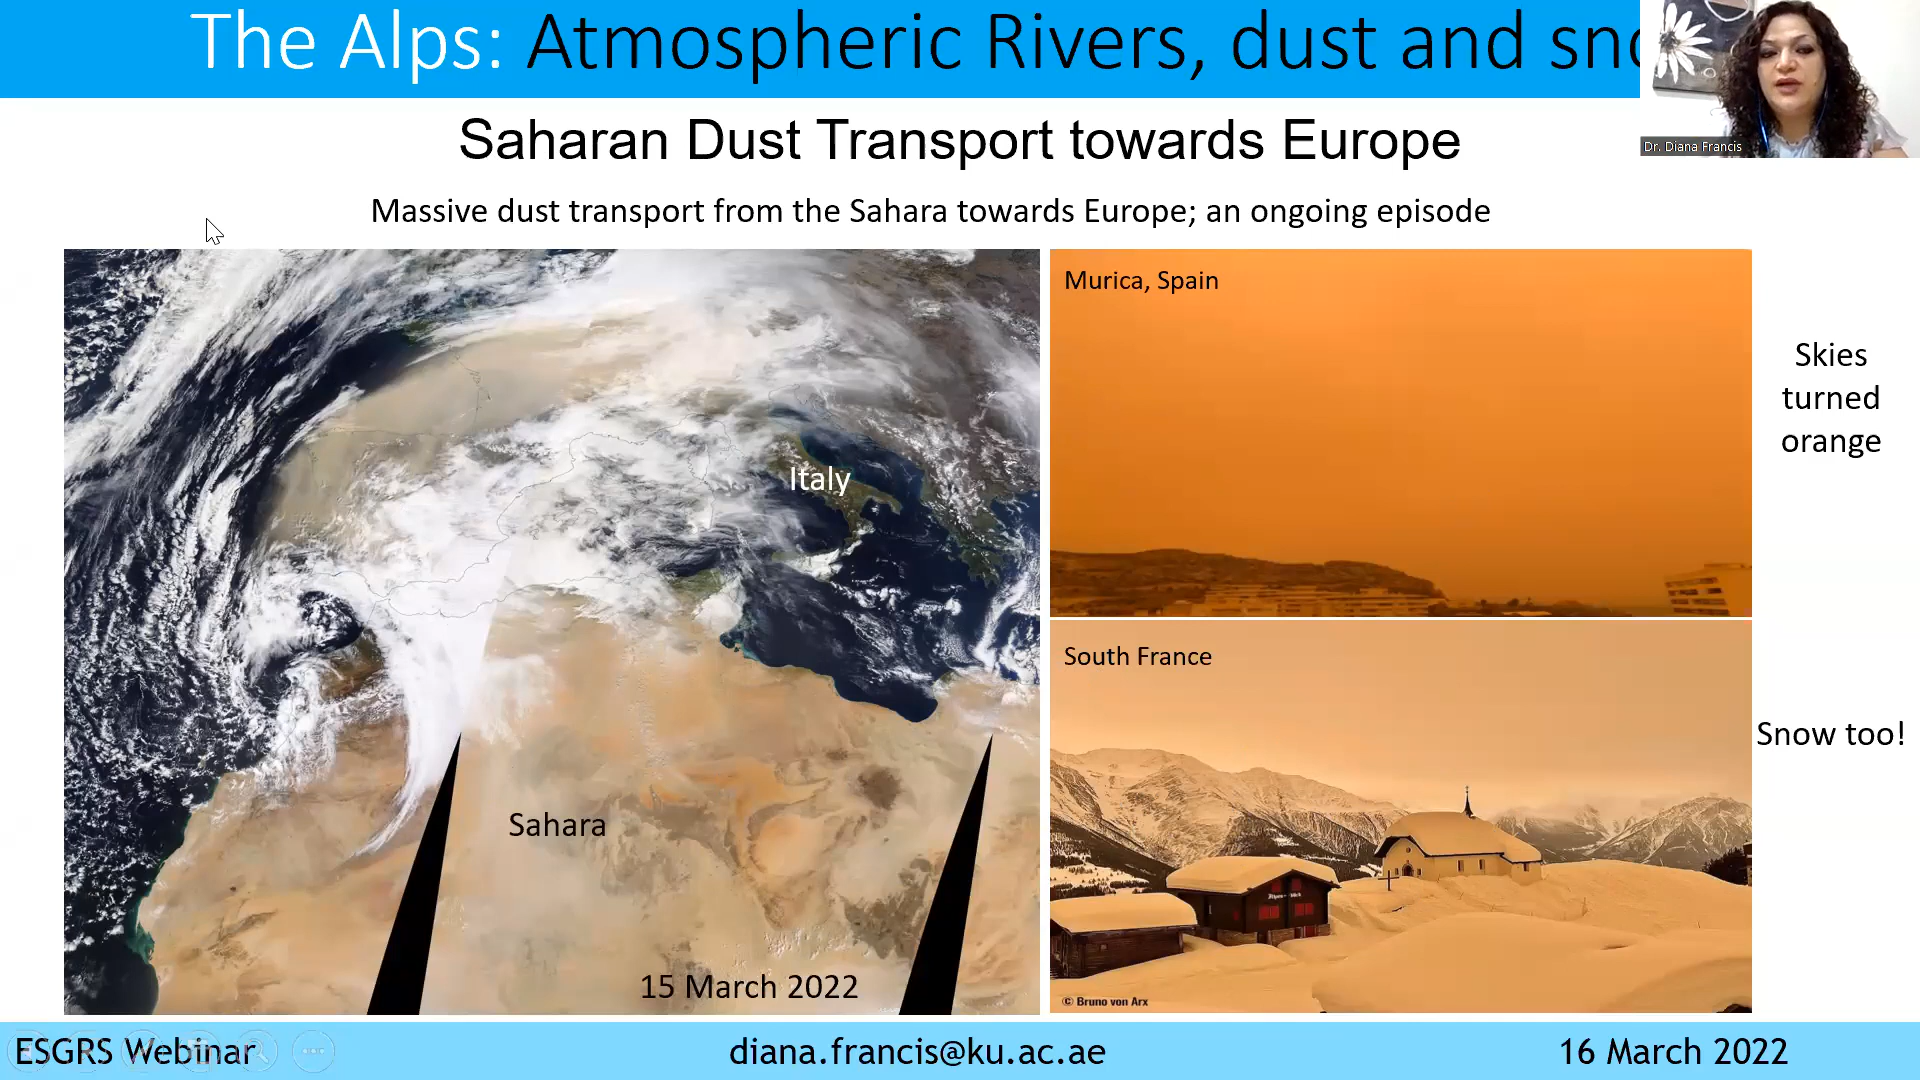 The Alps: Atmospheric Rivers, dust and sno
Dr. Diana Francis
Saharan Dust Transport towards Europe
Massive dust transport from the Sahara towards Europe; an ongoing episode
Italy
Sahara
15 March 2022
Murica, Spain
Skies
turned
orange
South France
Snow too!
© Bruno von Arx
ESGRS Webinar
diana.francis@ku.ac.ae
16 March 2022